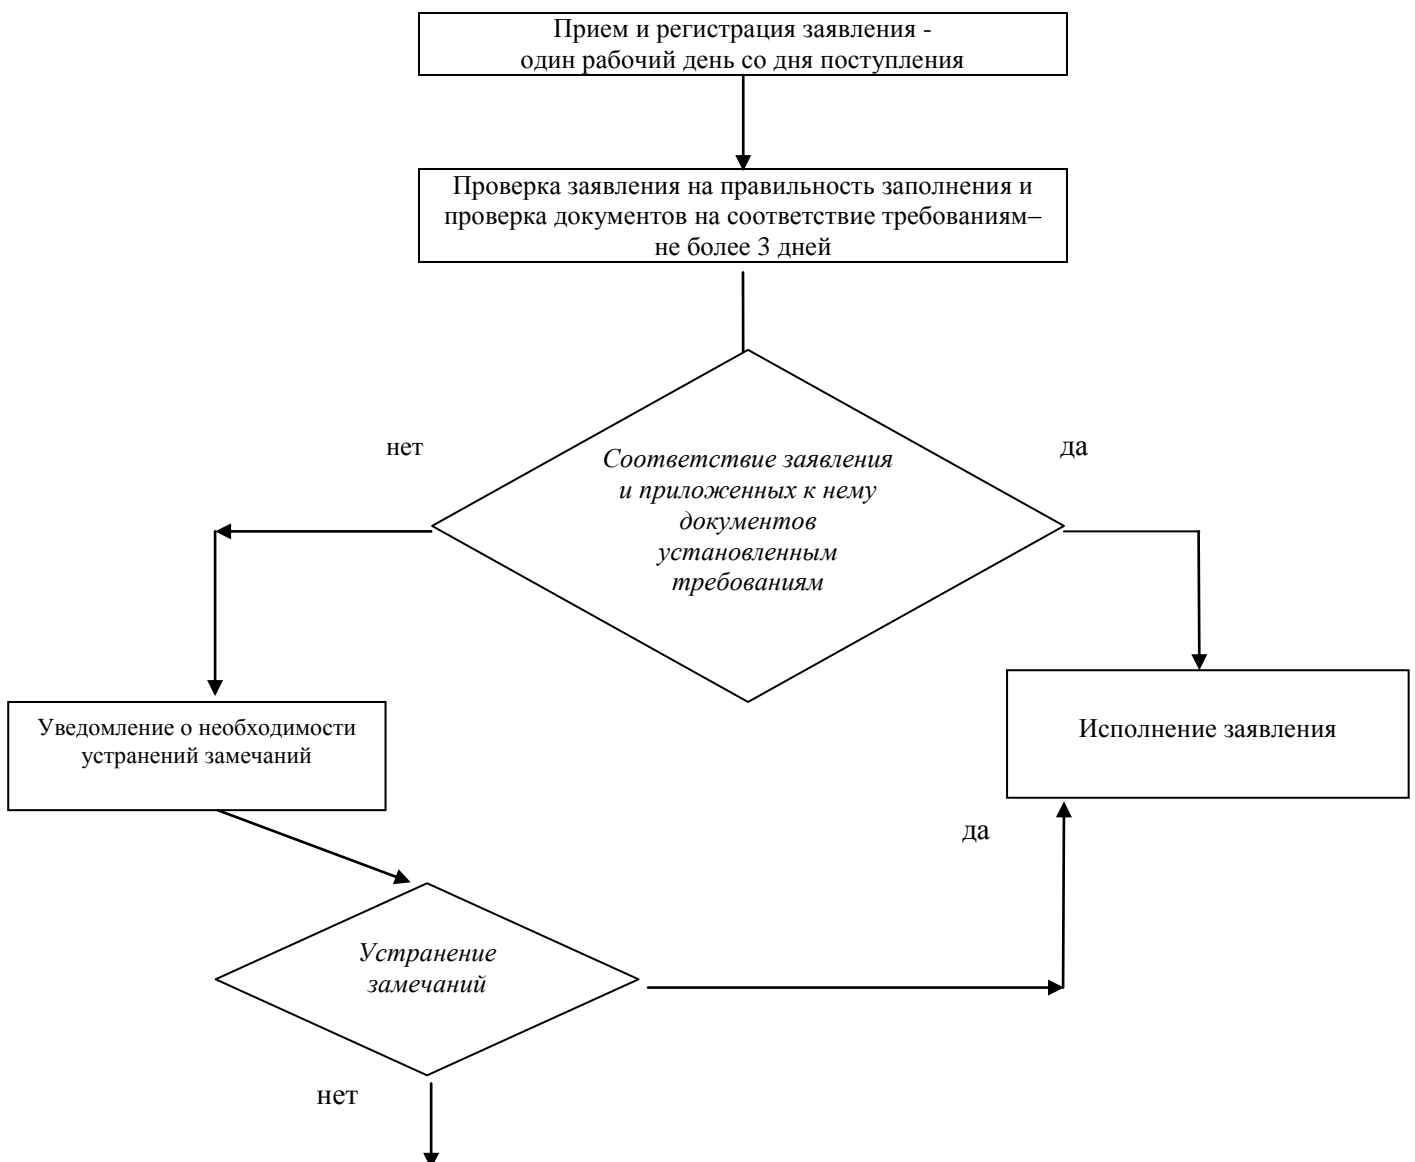 Прием и регистрация заявления -
один рабочий день со дня поступления
Проверка заявления на правильность заполнения и
проверка документов на соответствие требованиям–
не более 3 дней
нет
да
Соответствие заявления
и приложенных к нему
документов
установленным
требованиям
Уведомление о необходимости
устранений замечаний
Исполнение заявления
да
Устранение
замечаний
нет